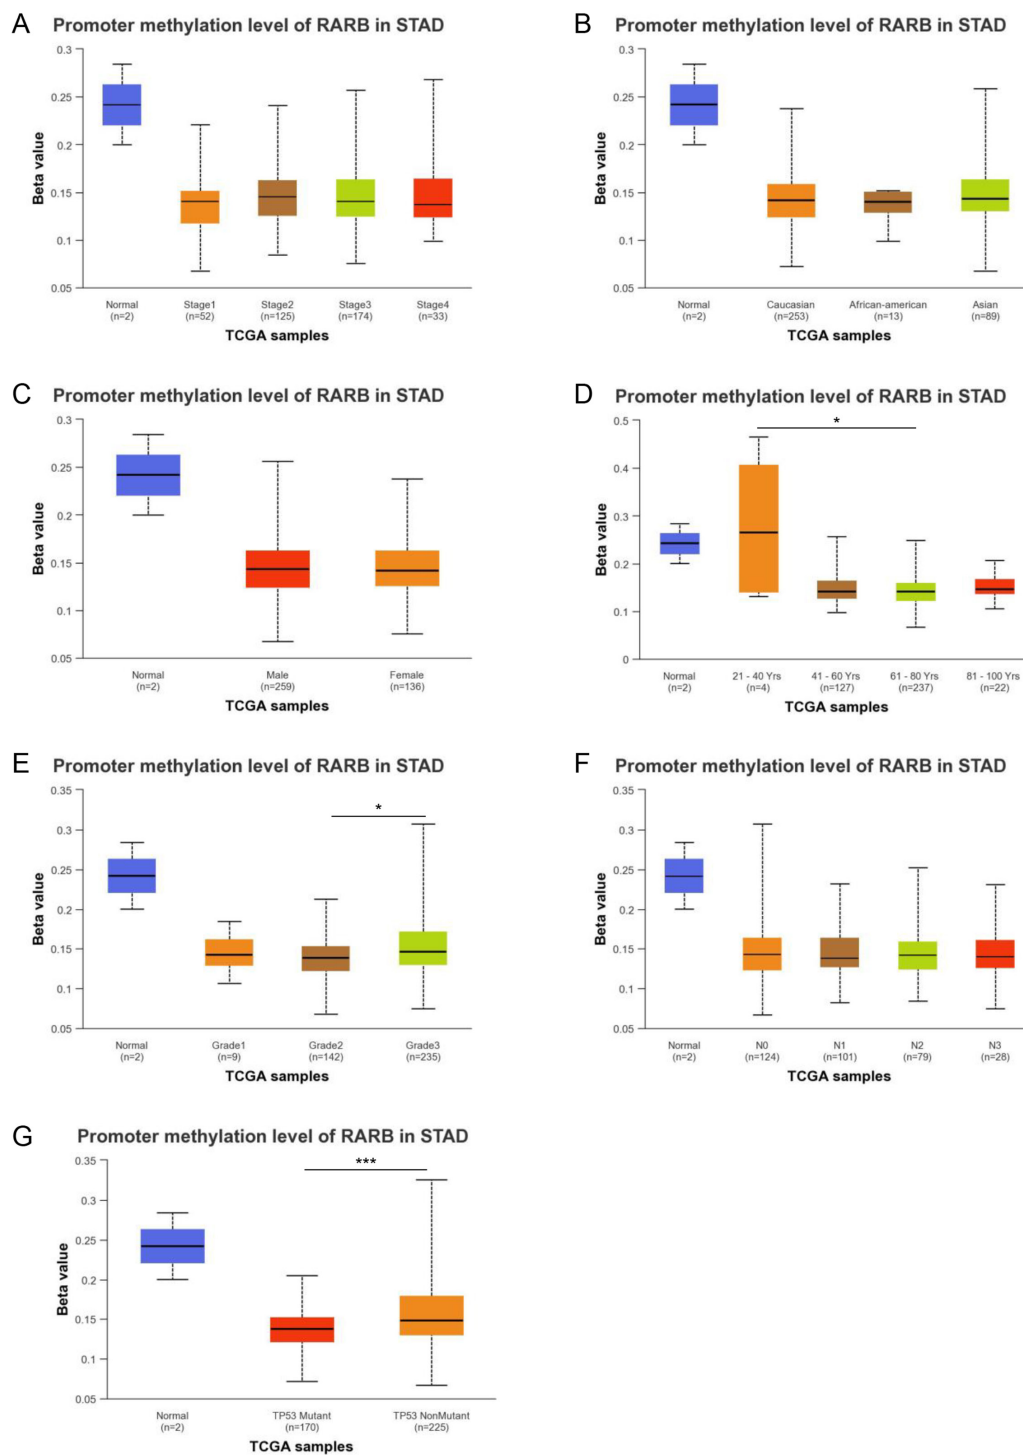 A
Promoter methylation level of RARB in STAD
0.3
0.25
0.2
0.15
0.1
0.05
Beta value
Normal
(n=2)
Stage1
(n=52)
Stage2
(n=125)
Stage3
(n=174)
Stage4
(n=33)
TCGA samples
B
Promoter methylation level of RARB in STAD
0.3
0.25
0.2
0.15
0.1
0.05
Beta value
Normal
(n=2)
Caucasian
(n=253)
African-american
(n=13)
Asian
(n=89)
TCGA samples
C
Promoter methylation level of RARB in STAD
0.3
0.25
0.2
0.15
0.1
0.05
Beta value
Normal
(n=2)
Male
(n=259)
Female
(n=136)
TCGA samples
D
Promoter methylation level of RARB in STAD
0.5
0.4
0.3
0.2
0.1
0
Beta value
*
Normal
(n=2)
21 - 40 Yrs
(n=4)
41 - 60 Yrs
(n=127)
61 - 80 Yrs
(n=237)
81 - 100 Yrs
(n=22)
TCGA samples
E
Promoter methylation level of RARB in STAD
0.35
0.3
0.25
0.2
0.15
0.1
0.05
Beta value
*
Normal
(n=2)
Grade1
(n=9)
Grade2
(n=142)
Grade3
(n=235)
TCGA samples
F
Promoter methylation level of RARB in STAD
0.35
0.3
0.25
0.2
0.15
0.1
0.05
Beta value
Normal
(n=2)
N0
(n=124)
N1
(n=101)
N2
(n=79)
N3
(n=28)
TCGA samples
G
Promoter methylation level of RARB in STAD
0.35
0.3
0.25
0.2
0.15
0.1
0.05
Beta value
***
Normal
(n=2)
TP53 Mutant
(n=170)
TP53 NonMutant
(n=225)
TCGA samples